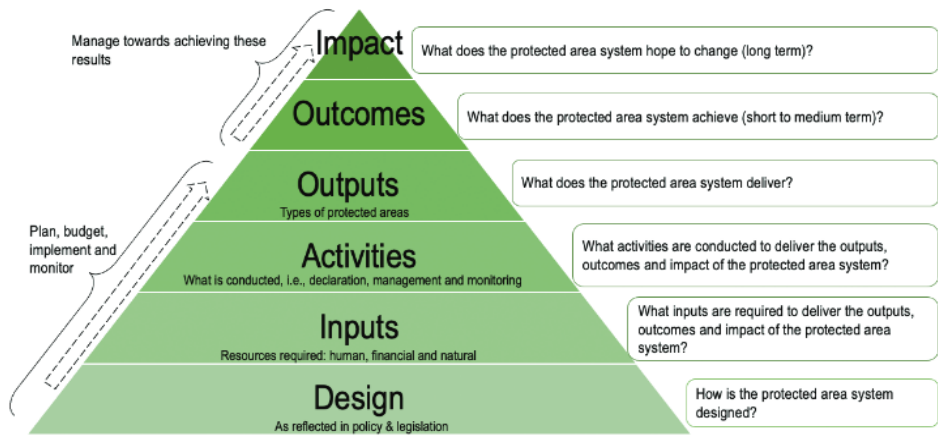 Manage towards achieving these
results
Impact
What does the protected area system hope to change (long term)?
Outcomes
What does the protected area system achieve (short to medium term)?
Outputs
Types of protected areas
What does the protected area system deliver?
Plan, budget,
implement and
monitor
Activities
What is conducted, i.e., declaration, management and monitoring
What activities are conducted to deliver the outputs,
outcomes and impact of the protected area system?
Inputs
Resources required: human, financial and natural
What inputs are required to deliver the outputs,
outcomes and impact of the protected area
system?
Design
As reflected in policy & legislation
How is the protected area system
designed?